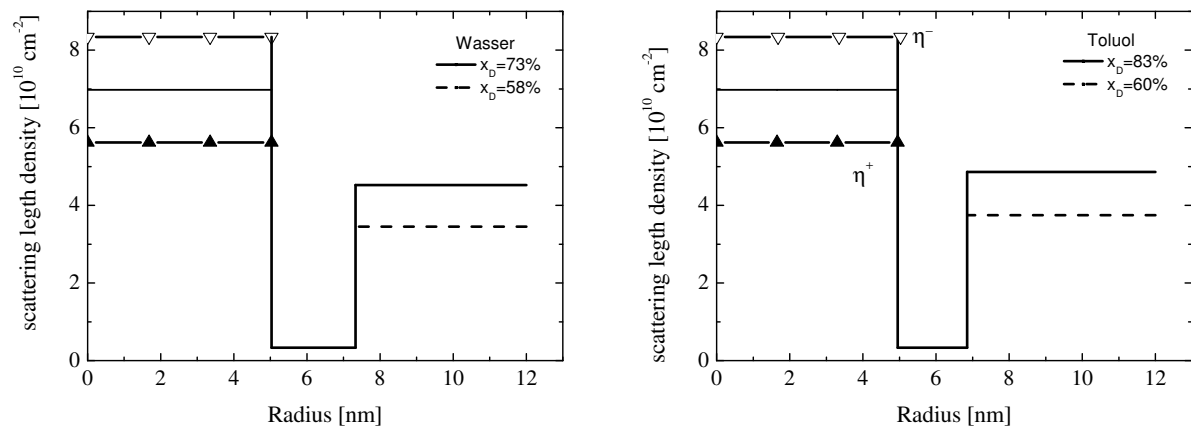 scattering legth density [10^10 cm^-2]
8
6
4
2
0
Wasser
x_D=73%
x_D=58%
0 2 4 6 8 10 12
Radius [nm]
scattering legth density [10^10 cm^-2]
8
6
4
2
0
η^-
Toluol
x_D=83%
x_D=60%
η^+
0 2 4 6 8 10 12
Radius [nm]